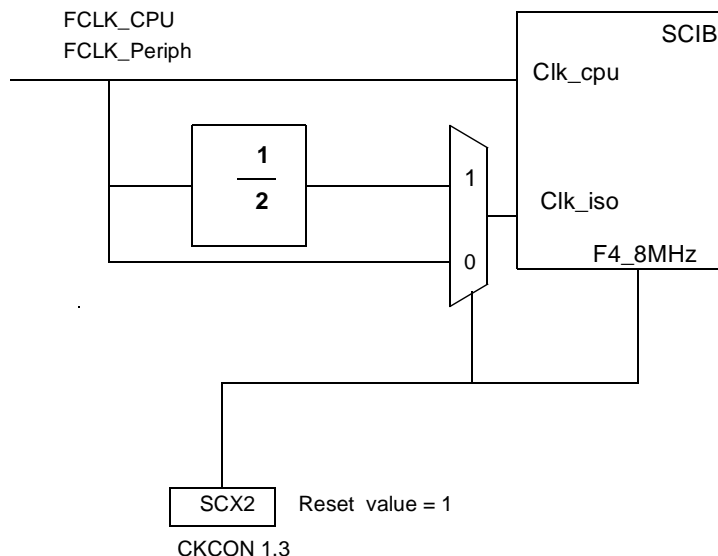 FCLK_CPU
FCLK_Periph
SCIB
Clk_cpu
1
2
1
Clk_iso
0
F4_8MHz
SCX2
Reset value = 1
CKCON 1.3